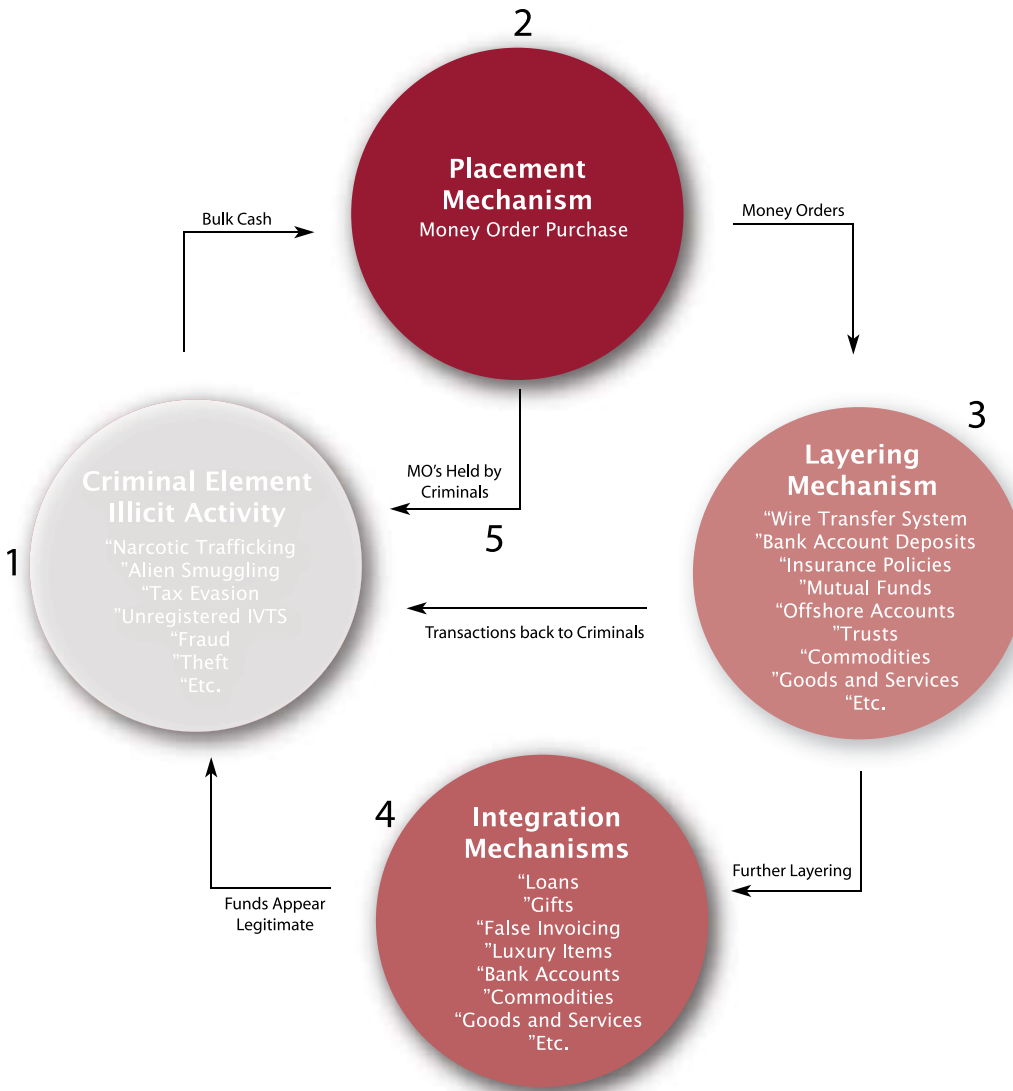 2
Placement
Mechanism
Money Order Purchase
Bulk Cash
Money Orders
1
Criminal Element
Illicit Activity
“Narcotic Trafficking
”Alien Smuggling
“Tax Evasion
”Unregistered IVTS
“Fraud
”Theft
“Etc.
MO's Held by
Criminals
5
Transactions back to Criminals
3
Layering
Mechanism
“Wire Transfer System
”Bank Account Deposits
“Insurance Policies
”Mutual Funds
“Offshore Accounts
”Trusts
“Commodities
”Goods and Services
“Etc.
4
Integration
Mechanisms
“Loans
”Gifts
“False Invoicing
”Luxury Items
“Bank Accounts
”Commodities
“Goods and Services
”Etc.
Further Layering
Funds Appear
Legitimate